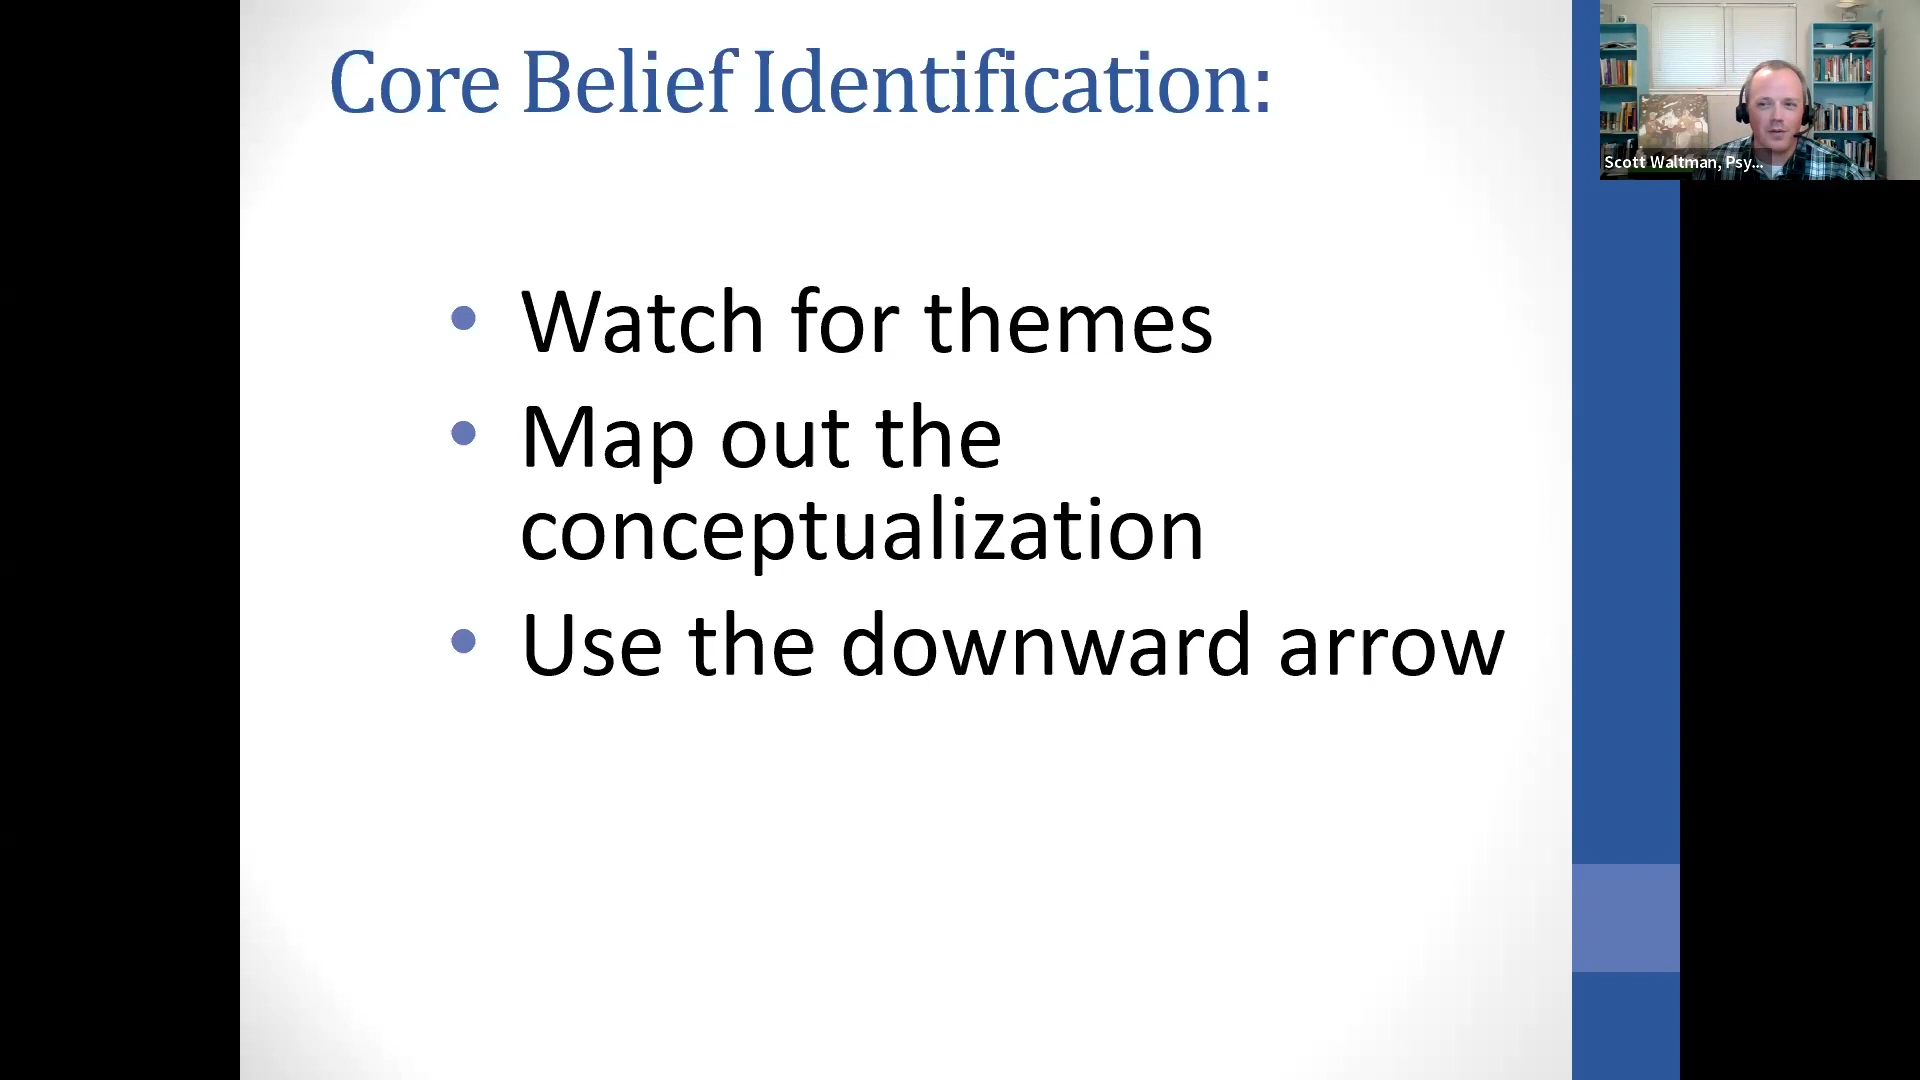 Core Belief Identification:
Scott Waltman, Psy...
• Watch for themes
• Map out the
conceptualization
• Use the downward arrow